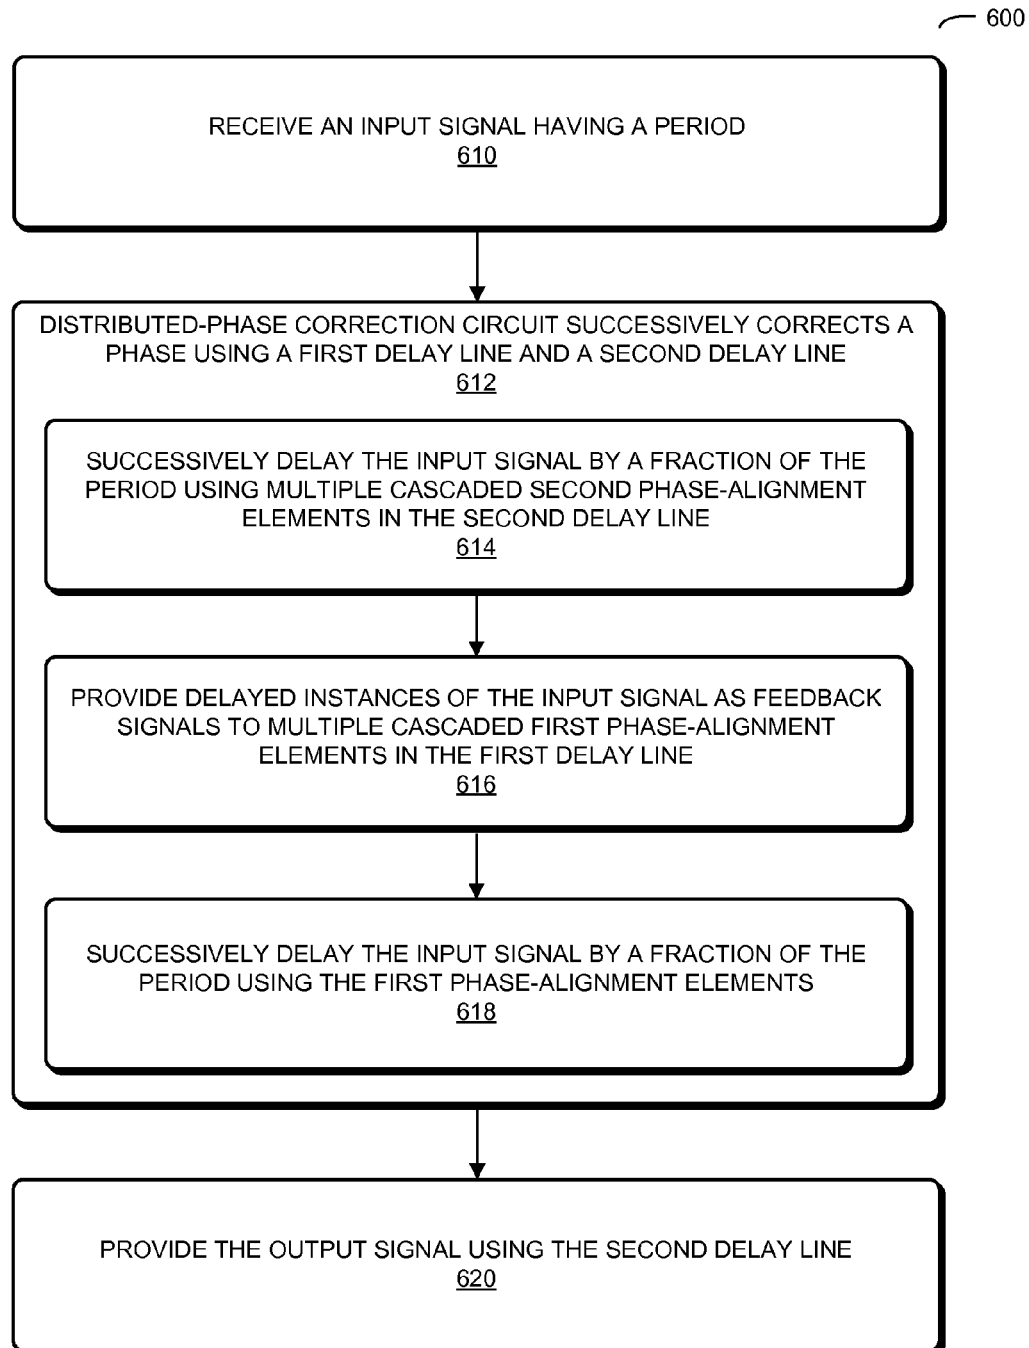 600
RECEIVE AN INPUT SIGNAL HAVING A PERIOD
610
DISTRIBUTED-PHASE CORRECTION CIRCUIT SUCCESSIVELY CORRECTS A
PHASE USING A FIRST DELAY LINE AND A SECOND DELAY LINE
612
SUCCESSIVELY DELAY THE INPUT SIGNAL BY A FRACTION OF THE
PERIOD USING MULTIPLE CASCADED SECOND PHASE-ALIGNMENT
ELEMENTS IN THE SECOND DELAY LINE
614
PROVIDE DELAYED INSTANCES OF THE INPUT SIGNAL AS FEEDBACK
SIGNALS TO MULTIPLE CASCADED FIRST PHASE-ALIGNMENT
ELEMENTS IN THE FIRST DELAY LINE
616
SUCCESSIVELY DELAY THE INPUT SIGNAL BY A FRACTION OF THE
PERIOD USING THE FIRST PHASE-ALIGNMENT ELEMENTS
618
PROVIDE THE OUTPUT SIGNAL USING THE SECOND DELAY LINE
620